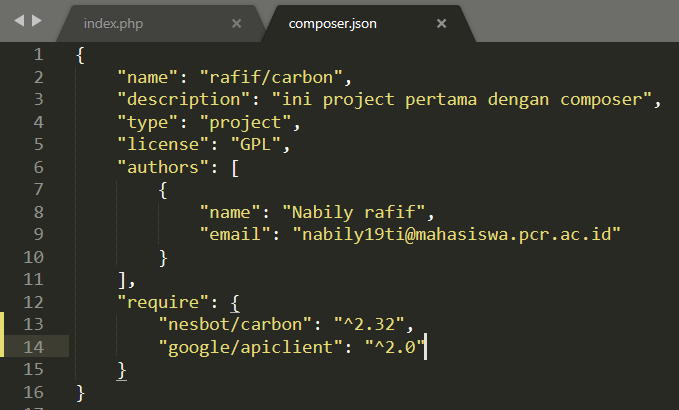 index.php × composer.json ×
1 {
2 "name": "rafif/carbon",
3 "description": "ini project pertama dengan composer",
4 "type": "project",
5 "license": "GPL",
6 "authors": [
7 {
8 "name": "Nabily rafif",
9 "email": "nabily19ti@mahasiswa.pcr.ac.id"
10 }
11 ],
12 "require": {
13 "nesbot/carbon": "^2.32",
14 "google/apiclient": "^2.0"
15 }
16 }